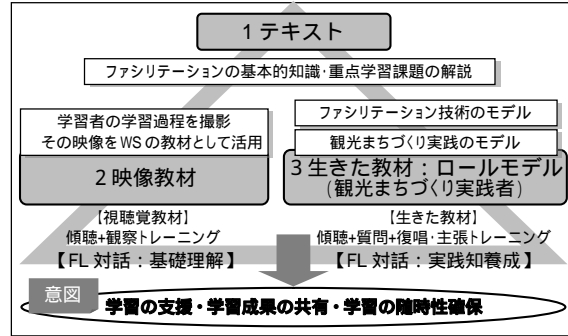 1 テキスト
ファシリテーションの基本的知識・重点学習課題の解説
学習者の学習過程を撮影
その映像をWSの教材として活用
2 映像教材
【視聴覚教材】
傾聴+観察トレーニング
【FL 対話：基礎理解】
ファシリテーション技術のモデル
観光まちづくり実践のモデル
3 生きた教材：ロールモデル
(観光まちづくり実践者)
【生きた教材】
傾聴+質問+復唱・主張トレーニング
【FL 対話：実践知養成】
意図
学習の支援・学習成果の共有・学習の随時性確保